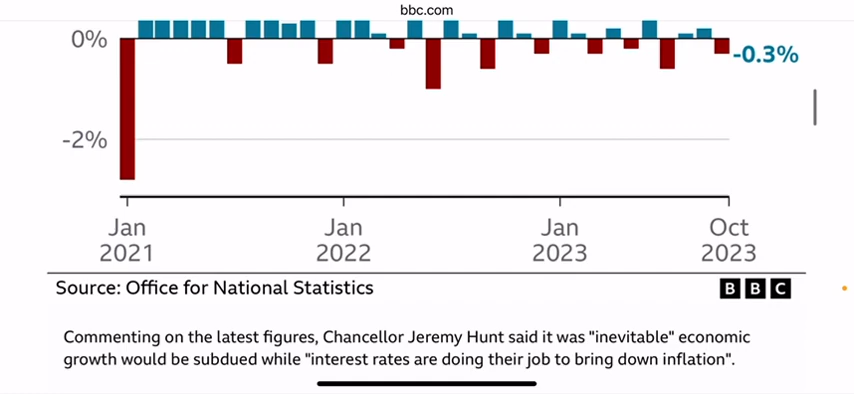 bbc.com
0%
-0.3%
-2%
Jan Jan Jan Oct
2021 2022 2023 2023
Source: Office for National Statistics BBC
Commenting on the latest figures, Chancellor Jeremy Hunt said it was "inevitable" economic
growth would be subdued while "interest rates are doing their job to bring down inflation".